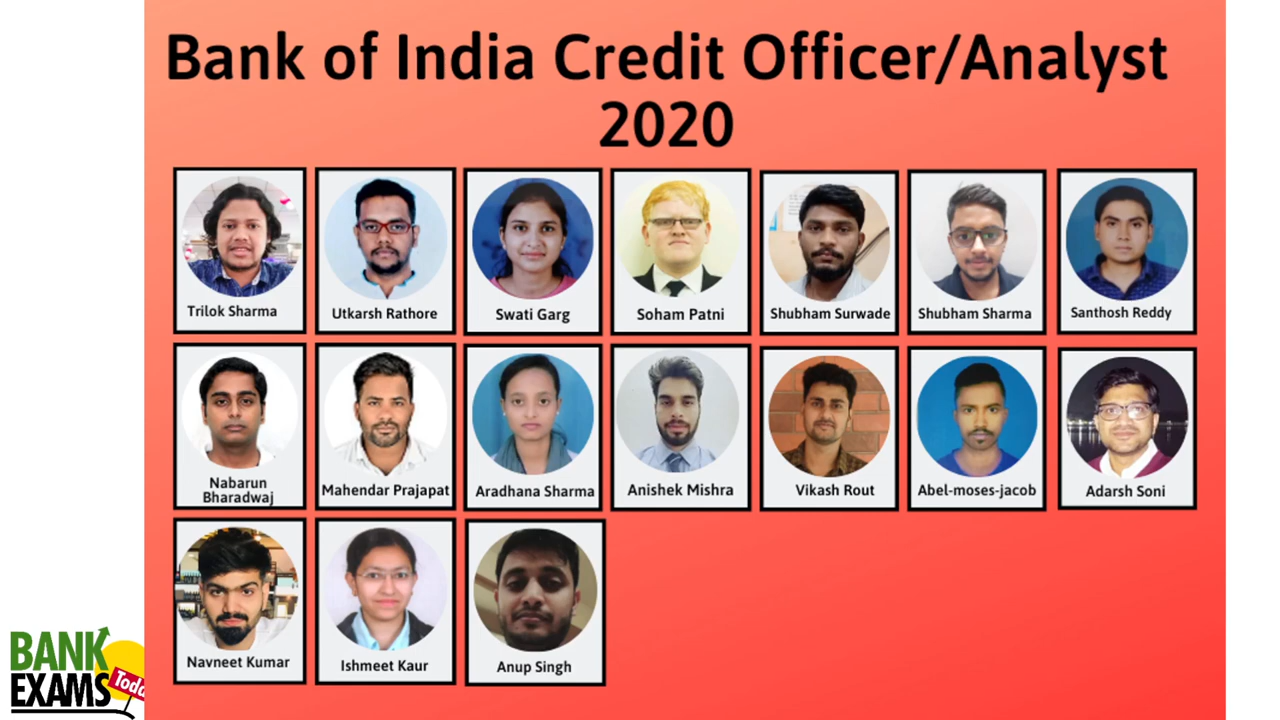 Bank of India Credit Officer/Analyst
2020
Trilok Sharma
Utkarsh Rathore
Swati Garg
Soham Patni
Shubham Surwade
Shubham Sharma
Santhosh Reddy
Nabarun
Bharadwaj
Mahendar Prajapat
Aradhana Sharma
Anishek Mishra
Vikash Rout
Abel-moses-jacob
Adarsh Soni
Navneet Kumar
Ishmeet Kaur
Anup Singh
BANK
EXAMS